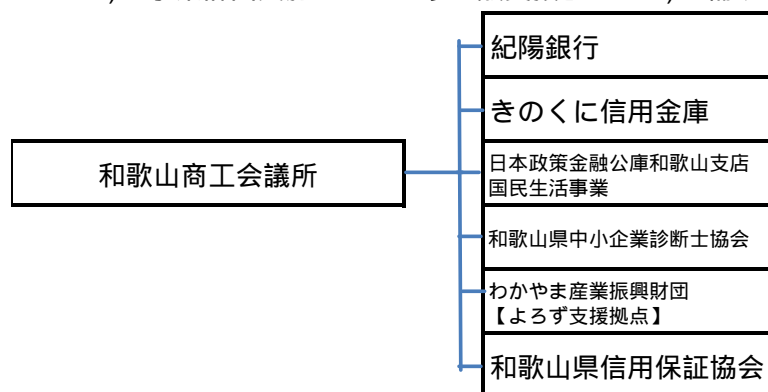 和歌山商工会議所
紀陽銀行
きのくに信用金庫
日本政策金融公庫和歌山支店
国民生活事業
和歌山県中小企業診断士協会
わかやま産業振興財団
【よろず支援拠点】
和歌山県信用保証協会